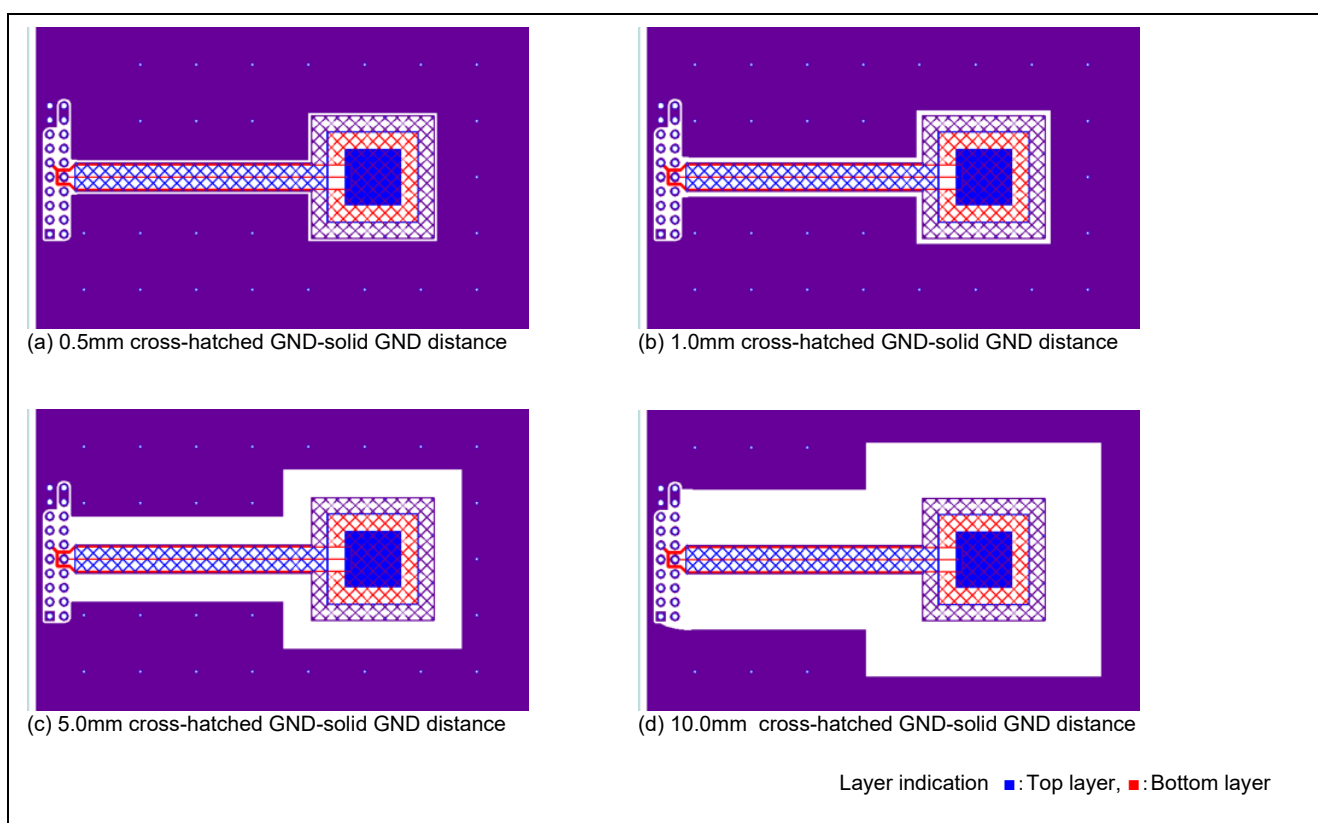 (a) 0.5mm cross-hatched GND-solid GND distance
(b) 1.0mm cross-hatched GND-solid GND distance
(c) 5.0mm cross-hatched GND-solid GND distance
(d) 10.0mm  cross-hatched GND-solid GND distance
Layer indication ■:Top layer, ■:Bottom layer